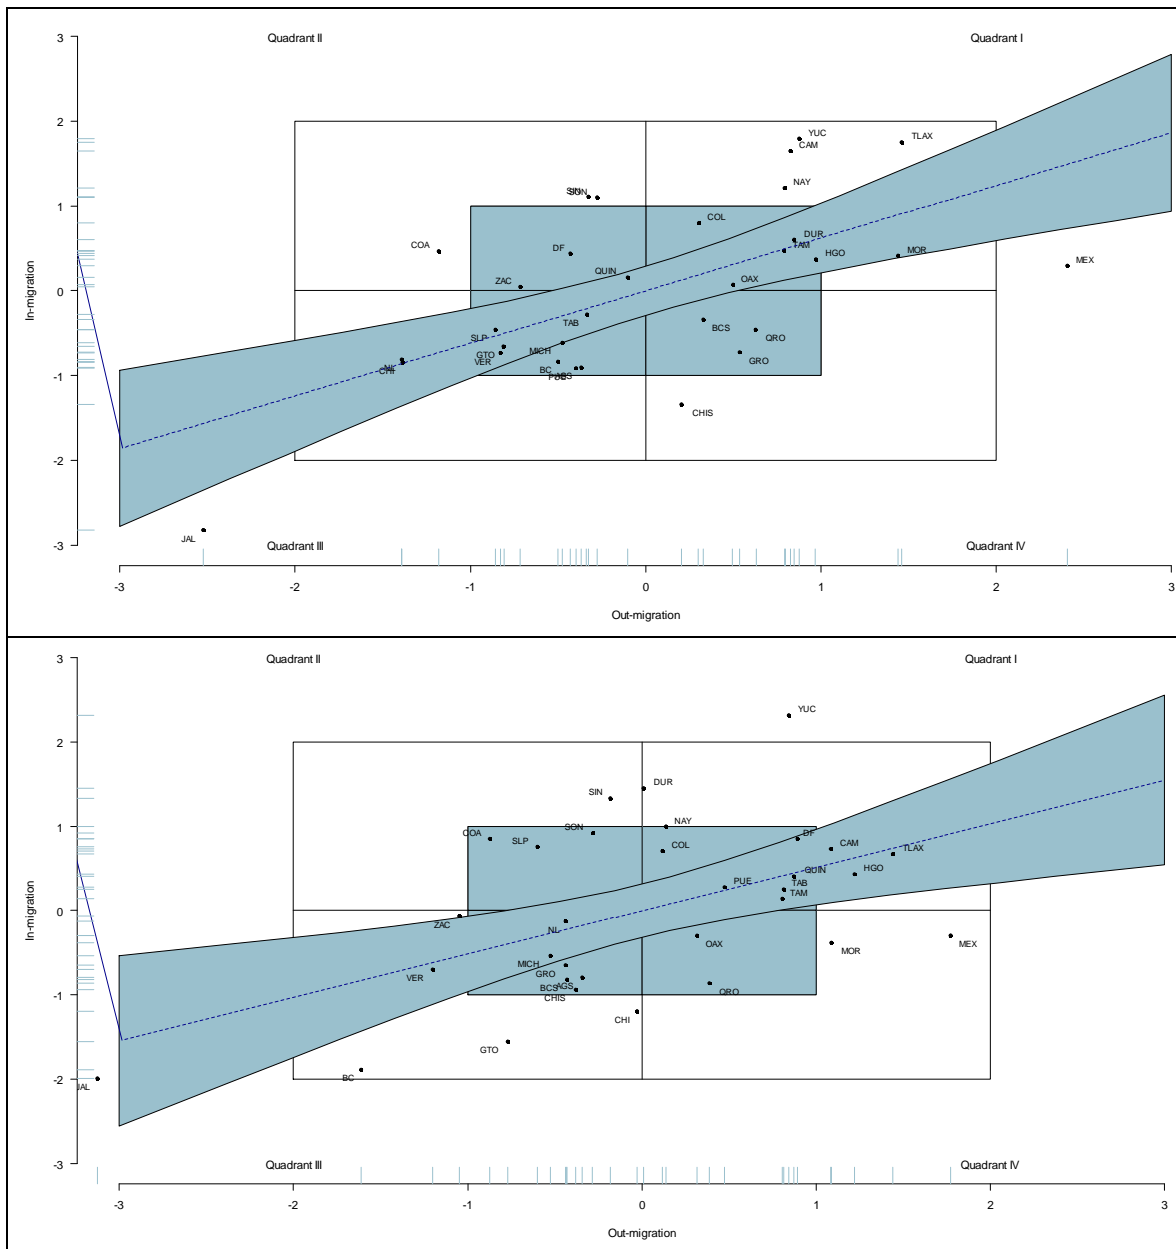 Quadrant II
Quadrant I
3
2
1
0
-1
-2
-3
In-migration
YUC
TLAX
CAM
NAY
SIN
SON
COL
DUR
COA
DF
TAM
HGO
MOR
MEX
QUIN
ZAC
OAX
TAB
BCS
SLP
QRO
MICH
GTO
VER
GRO
NL
CHI
BC
PUE
AGS
CHIS
JAL
Quadrant III
Quadrant IV
-3
-2
-1
0
1
2
3
Out-migration
Quadrant II
Quadrant I
3
2
1
0
-1
-2
-3
In-migration
YUC
DUR
SIN
NAY
SON
COA
SLP
COL
DF
CAM
TLAX
PUE
QUIN
HGO
TAB
TAM
ZAC
NL
OAX
MOR
MEX
MICH
VER
GRO
BCS
AGS
QRO
CHIS
CHI
GTO
BC
JAL
Quadrant III
Quadrant IV
-3
-2
-1
0
1
2
3
Out-migration